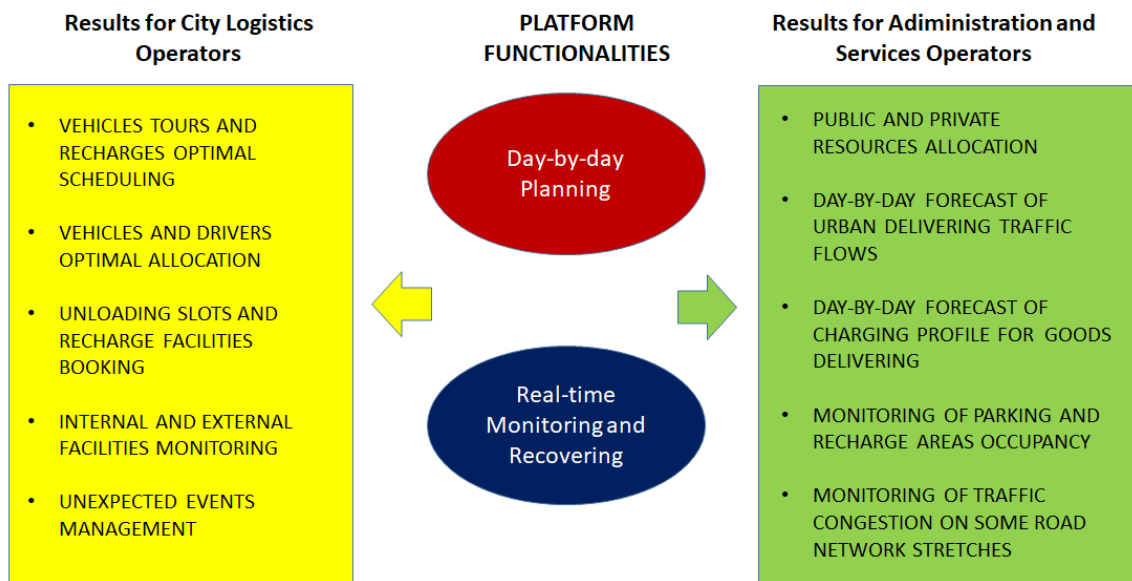 Results for City Logistics
Operators
• VEHICLES TOURS AND
RECHARGES OPTIMAL
SCHEDULING
• VEHICLES AND DRIVERS
OPTIMAL ALLOCATION
• UNLOADING SLOTS AND
RECHARGE FACILITIES
BOOKING
• INTERNAL AND EXTERNAL
FACILITIES MONITORING
• UNEXPECTED EVENTS
MANAGEMENT
PLATFORM
FUNCTIONALITIES
Day-by-day
Planning
Real-time
Monitoring and
Recovering
Results for Adiministration and
Services Operators
• PUBLIC AND PRIVATE
RESOURCES ALLOCATION
• DAY-BY-DAY FORECAST OF
URBAN DELIVERING TRAFFIC
FLOWS
• DAY-BY-DAY FORECAST OF
CHARGING PROFILE FOR GOODS
DELIVERING
• MONITORING OF PARKING AND
RECHARGE AREAS OCCUPANCY
• MONITORING OF TRAFFIC
CONGESTION ON SOME ROAD
NETWORK STRETCHES